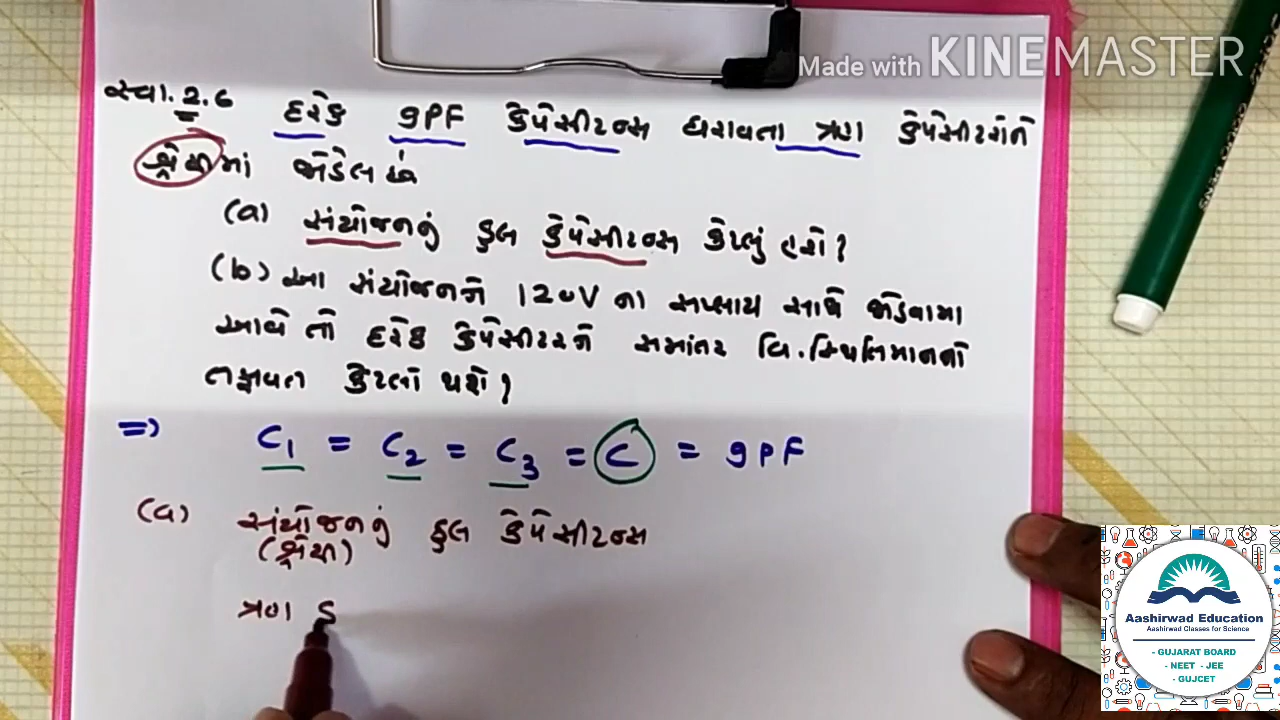 Made with KINEMASTER
સ્વા. 2.6 દરેક 9PF કેપેસીટન્સ ધરાવતા ત્રણ કેપેસીટરોને
શ્રેણીમાં જોડેલ છે
(a) સંયોજનનું કુલ કેપેસીટન્સ કેટલું હશે?
(b) આ સંયોજનને 120V ના સપ્લાય સાથે જોડવામા
આવે તો દરેક કેપેસીટરને સમાંતર વિ.સ્થિતિમાનનો
તફાવત કેટલો થશે?
=> C1 = C2 = C3 = C = 9PF
(a) સંયોજનનું કુલ કેપેસીટન્સ
(શ્રેણી)
ત્રણ ક
Aashirwad Education
Aashirwad Classes for Science
- GUJARAT BOARD
- NEET - JEE
- GUJCET